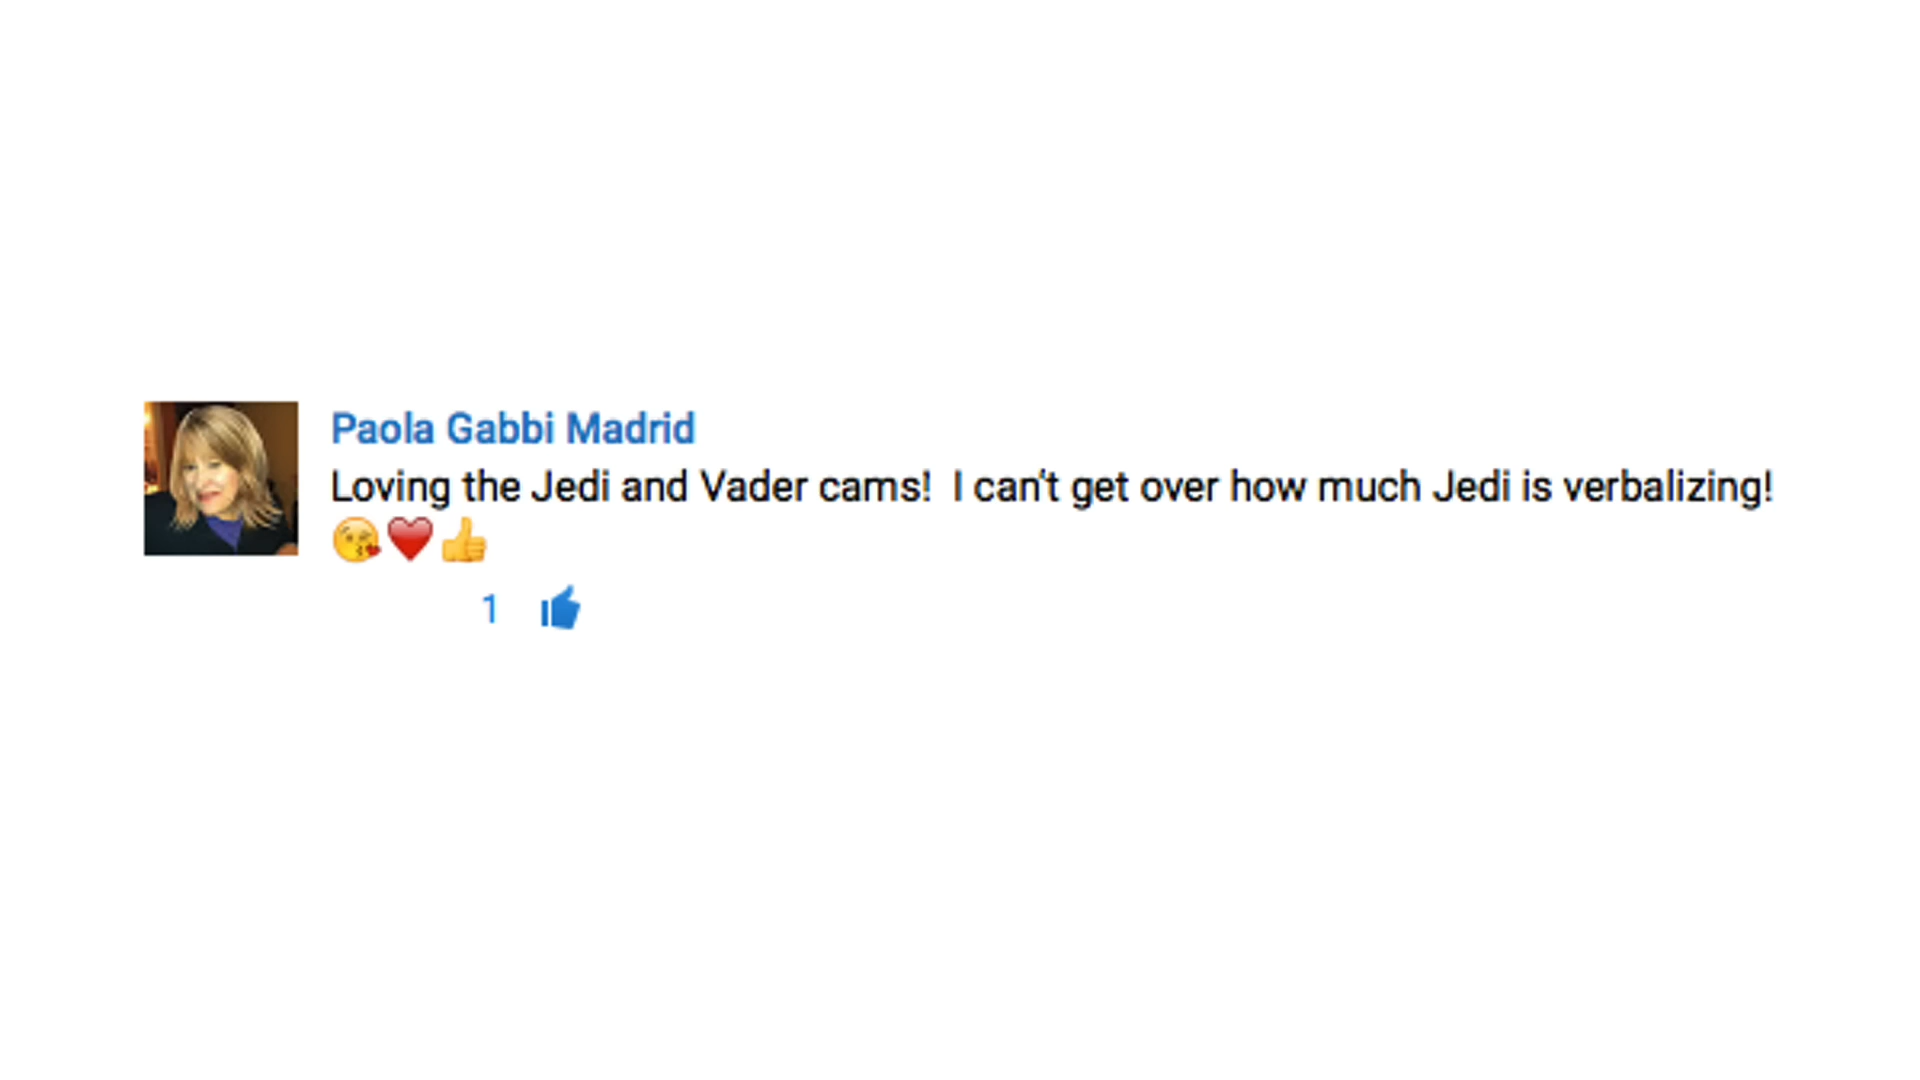 Paola Gabbi Madrid
Loving the Jedi and Vader cams!  I can't get over how much Jedi is verbalizing!
😘❤️👍
1